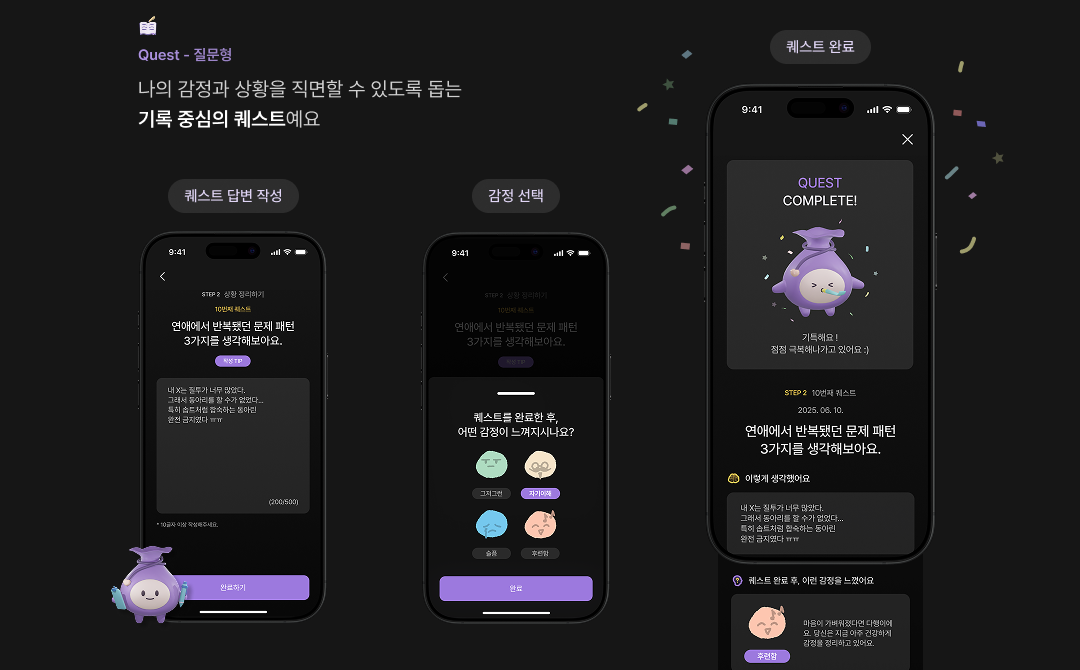 Quest - 질문형
나의 감정과 상황을 직면할 수 있도록 돕는
기록 중심의 퀘스트예요
퀘스트 답변 작성
9:41
STEP 2 상황 정리하기
10번째 퀘스트
연애에서 반복됐던 문제 패턴
3가지를 생각해보아요.
작성 TIP
내 X는 질투가 너무 많았다.
그래서 동아리를 할 수가 없었다...
특히 솝트처럼 합숙하는 동아린
완전 금지였다 ㅠㅠ
(200/500)
* 10글자 이상 작성해주세요.
완료하기
감정 선택
9:41
STEP 2 상황 정리하기
10번째 퀘스트
연애에서 반복됐던 문제 패턴
3가지를 생각해보아요.
작성 TIP
퀘스트를 완료한 후,
어떤 감정이 느껴지시나요?
그저그런
자기이해
슬픔
후련함
완료
퀘스트 완료
9:41
QUEST
COMPLETE!
기특해요 !
점점 극복해나가고 있어요 :)
STEP 2 10번째 퀘스트
2025. 06. 10.
연애에서 반복됐던 문제 패턴
3가지를 생각해보아요.
이렇게 생각했어요
내 X는 질투가 너무 많았다.
그래서 동아리를 할 수가 없었다...
특히 솝트처럼 합숙하는 동아린
완전 금지였다 ㅠㅠ
퀘스트 완료 후, 이런 감정을 느꼈어요
마음이 가벼워졌다면 다행이에
요. 당신은 지금 아주 건강하게
감정을 정리하고 있어요.
후련함